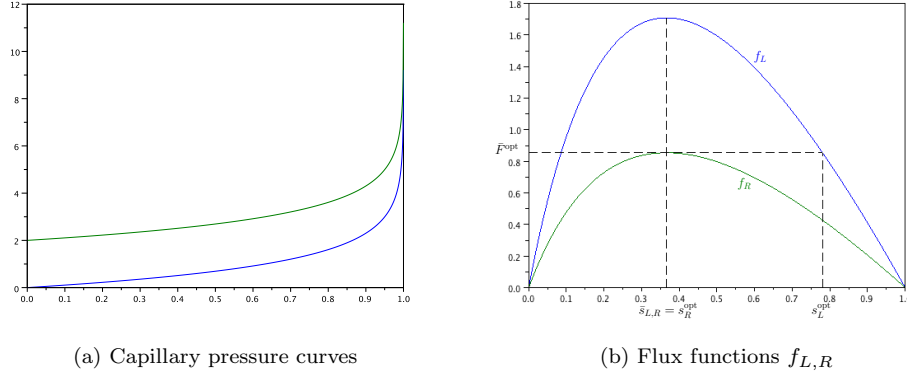 12
10
8
6
4
2
0
0.0 0.1 0.2 0.3 0.4 0.5 0.6 0.7 0.8 0.9 1.0
(a) Capillary pressure curves
1.8
1.6
1.4
1.2
1.0
F̄ᵒᵖᵗ
0.8
0.6
0.4
0.2
0.0
f_L
f_R
0.0 0.1 0.2 0.3 0.4 0.5 0.6 0.7 0.8 0.9 1.0
s̄_{L,R} = s_R^{opt}
s_L^{opt}
(b) Flux functions f_{L,R}